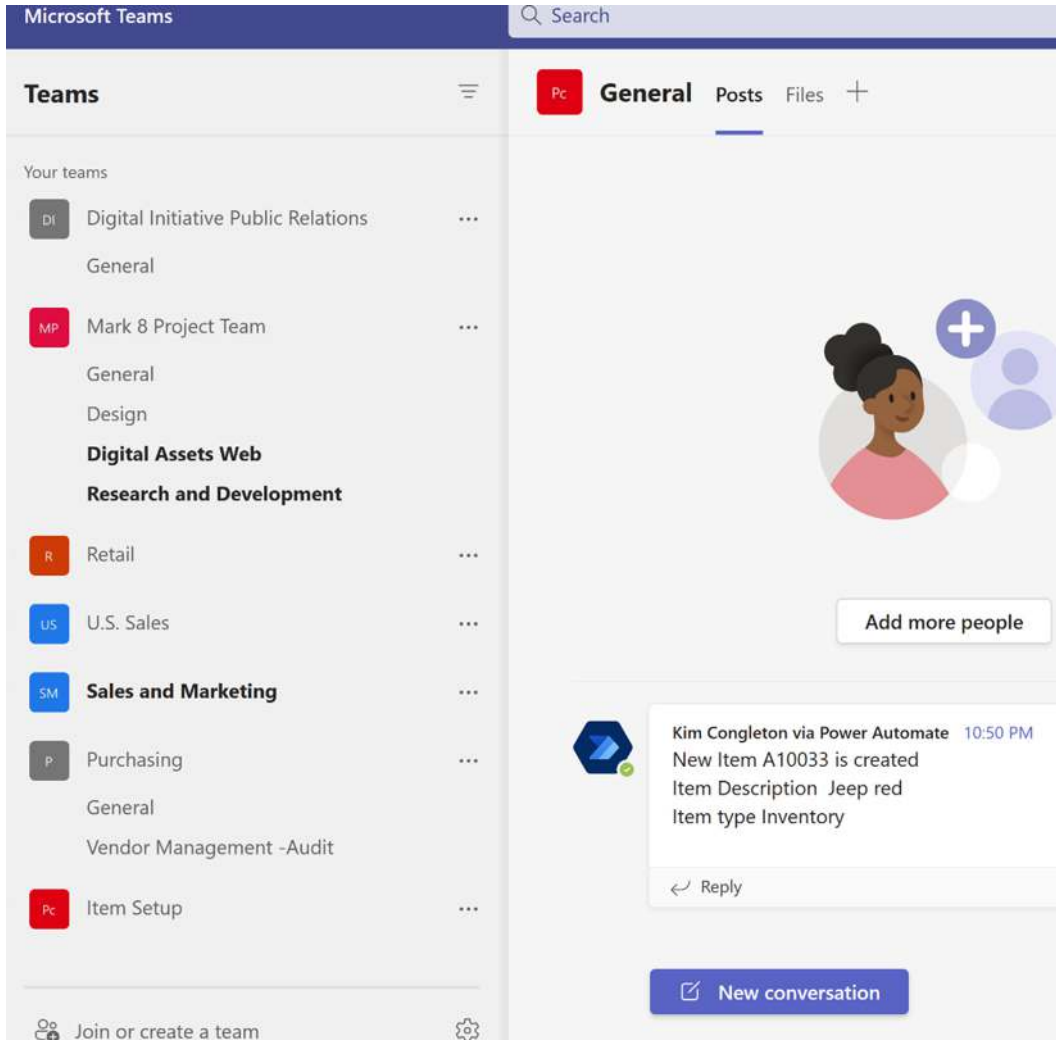 Microsoft Teams
Search
Teams
Your teams
DI Digital Initiative Public Relations ...
General
MP Mark 8 Project Team ...
General
Design
Digital Assets Web
Research and Development
R Retail ...
US U.S. Sales ...
SM Sales and Marketing ...
P Purchasing ...
General
Vendor Management -Audit
Pc Item Setup ...
Join or create a team
Pc General Posts Files
Add more people
Kim Congleton via Power Automate 10:50 PM
New Item A10033 is created
Item Description Jeep red
Item type Inventory
Reply
New conversation